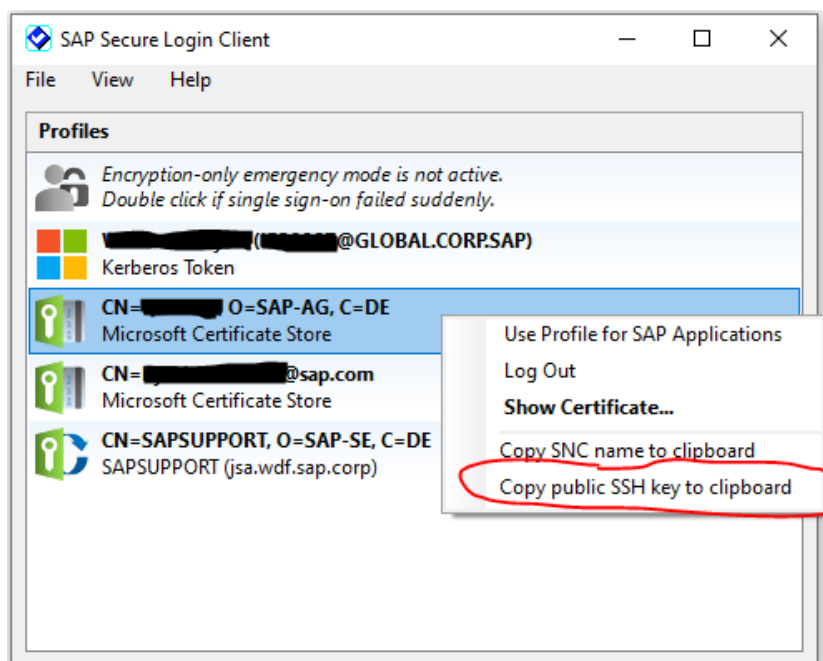 SAP Secure Login Client
File View Help
Profiles
Encryption-only emergency mode is not active.
Double click if single sign-on failed suddenly.
(@GLOBAL.CORP.SAP)
Kerberos Token
CN= O=SAP-AG, C=DE
Microsoft Certificate Store
CN=@sap.com
Microsoft Certificate Store
CN=SAPSUPPORT, O=SAP-SE, C=DE
SAPSUPPORT (jsa.wdf.sap.corp)
Use Profile for SAP Applications
Log Out
Show Certificate...
Copy SNC name to clipboard
Copy public SSH key to clipboard